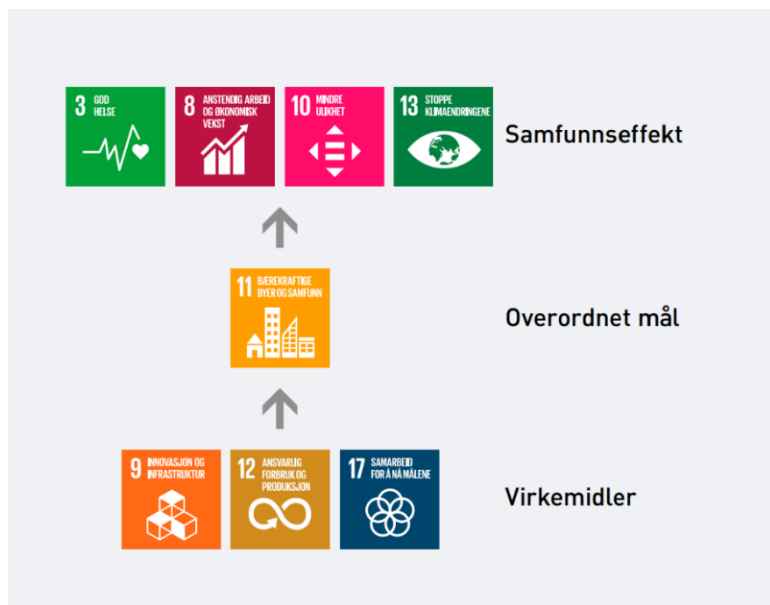 3 GOD
HELSE
8 ANSTENDIG ARBEID
OG ØKONOMISK
VEKST
10 MINDRE
ULIKHET
13 STOPPE
KLIMAENDRINGENE
Samfunnseffekt
11 BÆREKRAFTIGE
BYER OG SAMFUNN
Overordnet mål
9 INNOVASJON OG
INFRASTRUKTUR
12 ANSVARLIG
FORBRUK OG
PRODUKSJON
17 SAMARBEID
FOR Å NÅ MÅLENE
Virkemidler